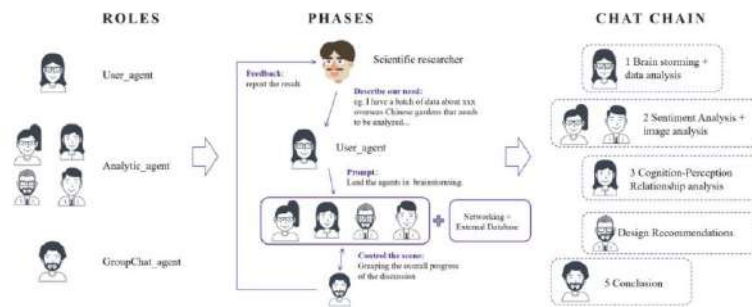 ROLES
PHASES
CHAT CHAIN
User_agent
Analytic_agent
GroupChat_agent
Scientific researcher
Feedback:
report the result
Describe our need:
eg. I have a batch of data about xxx
overseas Chinese gardens that needs
to be analyzed...
User_agent
Prompt:
Lead the agents in brainstorming.
Networking +
External Database
Control the scene:
Grasping the overall progress
of the discussion
1 Brain storming +
data analysis
2 Sentiment Analysis +
image analysis
3 Cognition-Perception
Relationship analysis
Design Recommendations
5 Conclusion